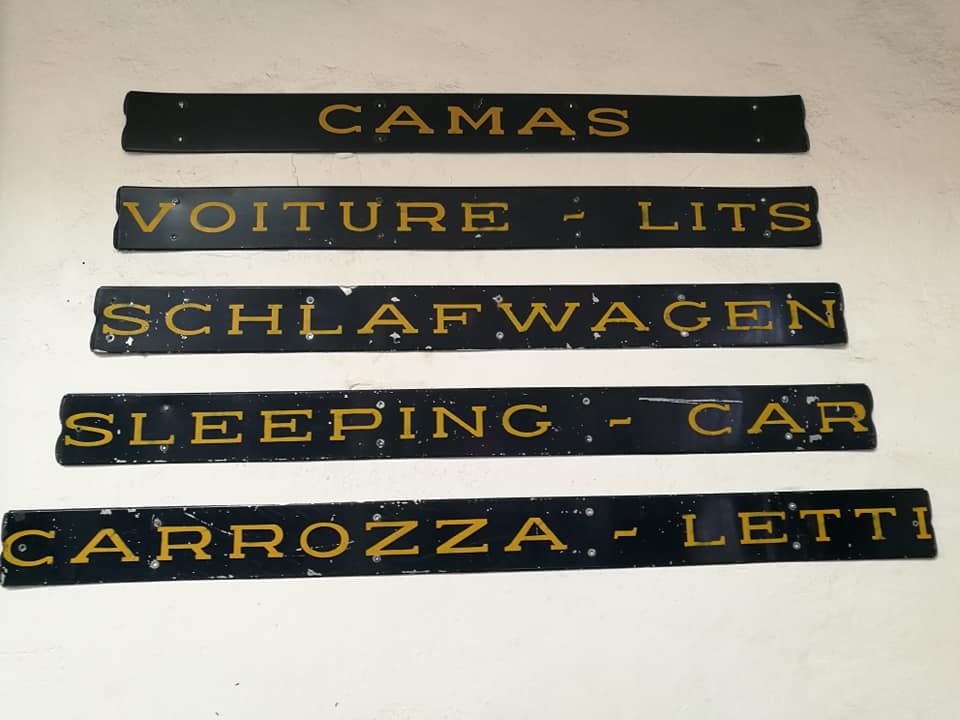 CAMAS
VOITURE - LITS
SCHLAFWAGEN
SLEEPING - CAR
CARROZZA - LETTI